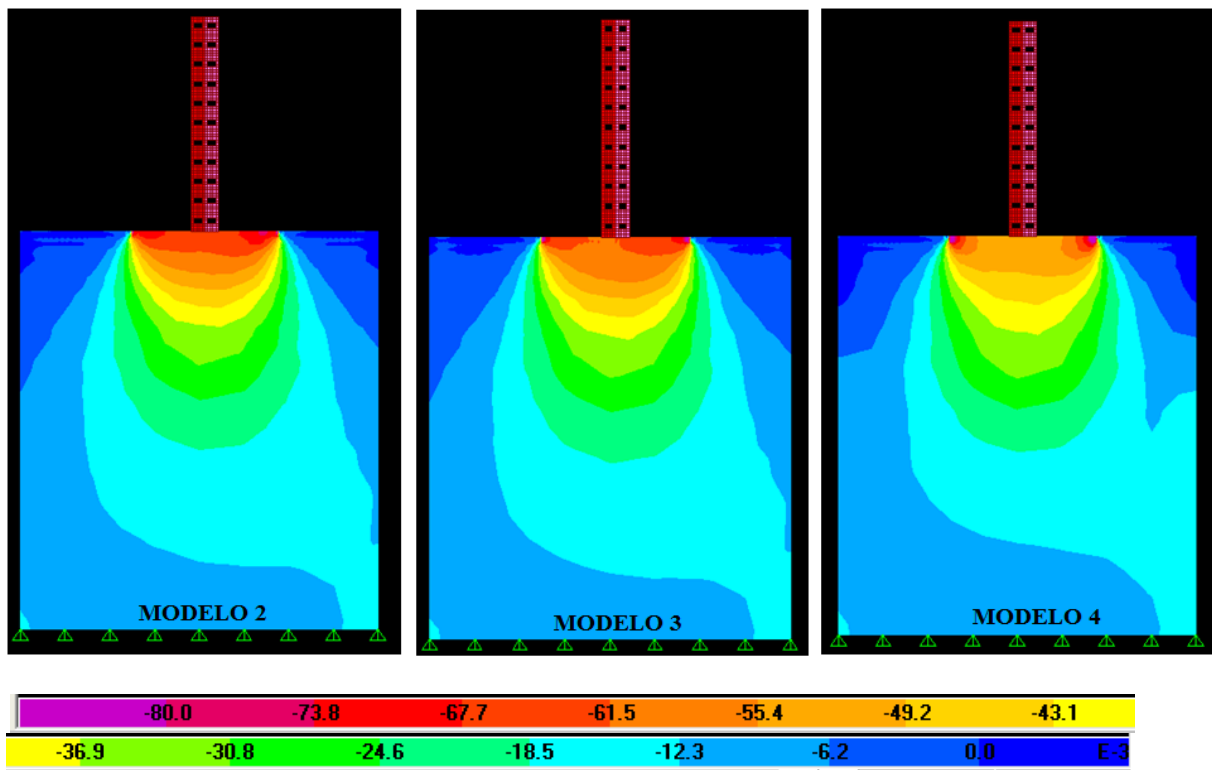 MODELO 2
MODELO 3
MODELO 4
-80.0 -73.8 -67.7 -61.5 -55.4 -49.2 -43.1
-36.9 -30.8 -24.6 -18.5 -12.3 -6.2 0.0 E-3